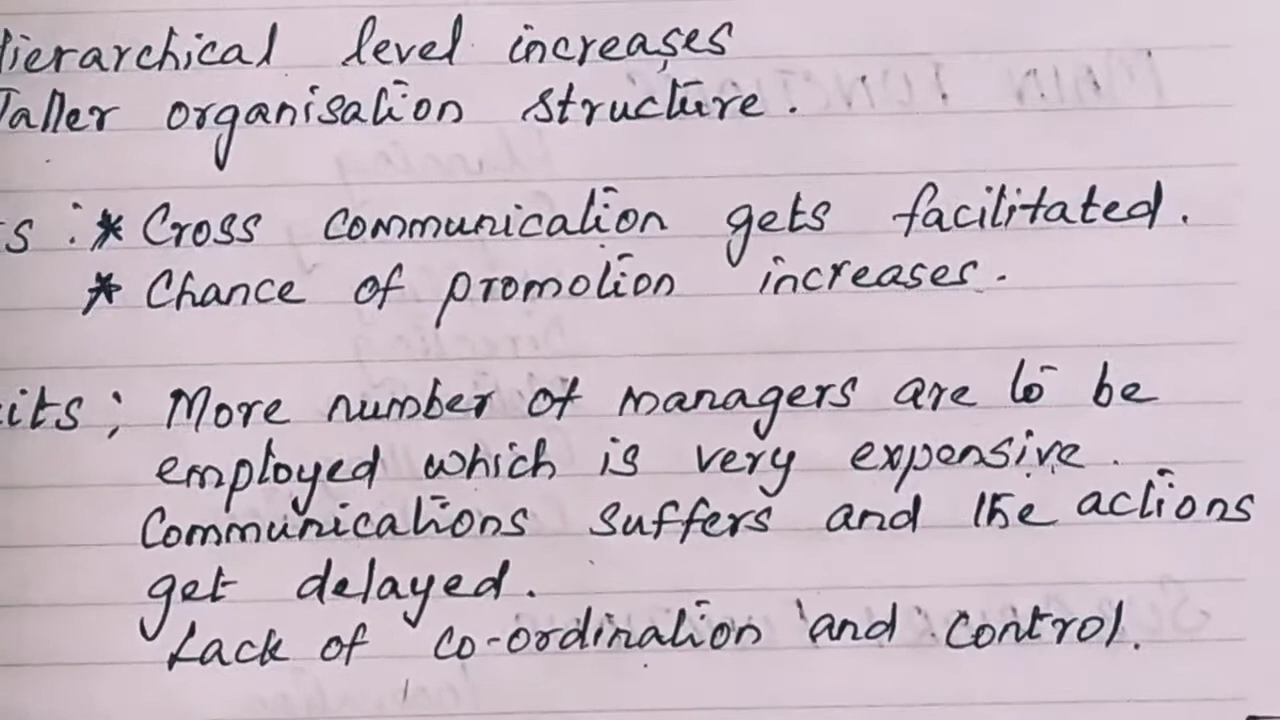 Hierarchical level increases
Taller organisation structure.
s : * Cross communication gets facilitated.
* Chance of promotion increases.
its ; More number of managers are to be
employed which is very expensive.
Communications suffers and the actions
get delayed.
Lack of co-ordination and control.